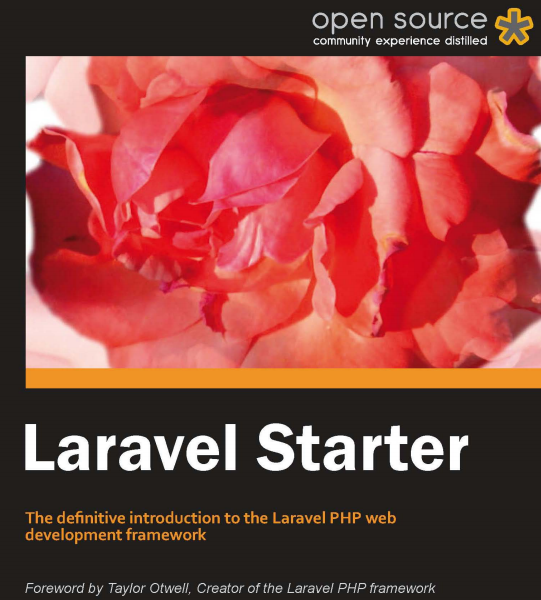 open source
community experience distilled
Laravel Starter
The definitive introduction to the Laravel PHP web
development framework
Foreword by Taylor Otwell, Creator of the Laravel PHP framework